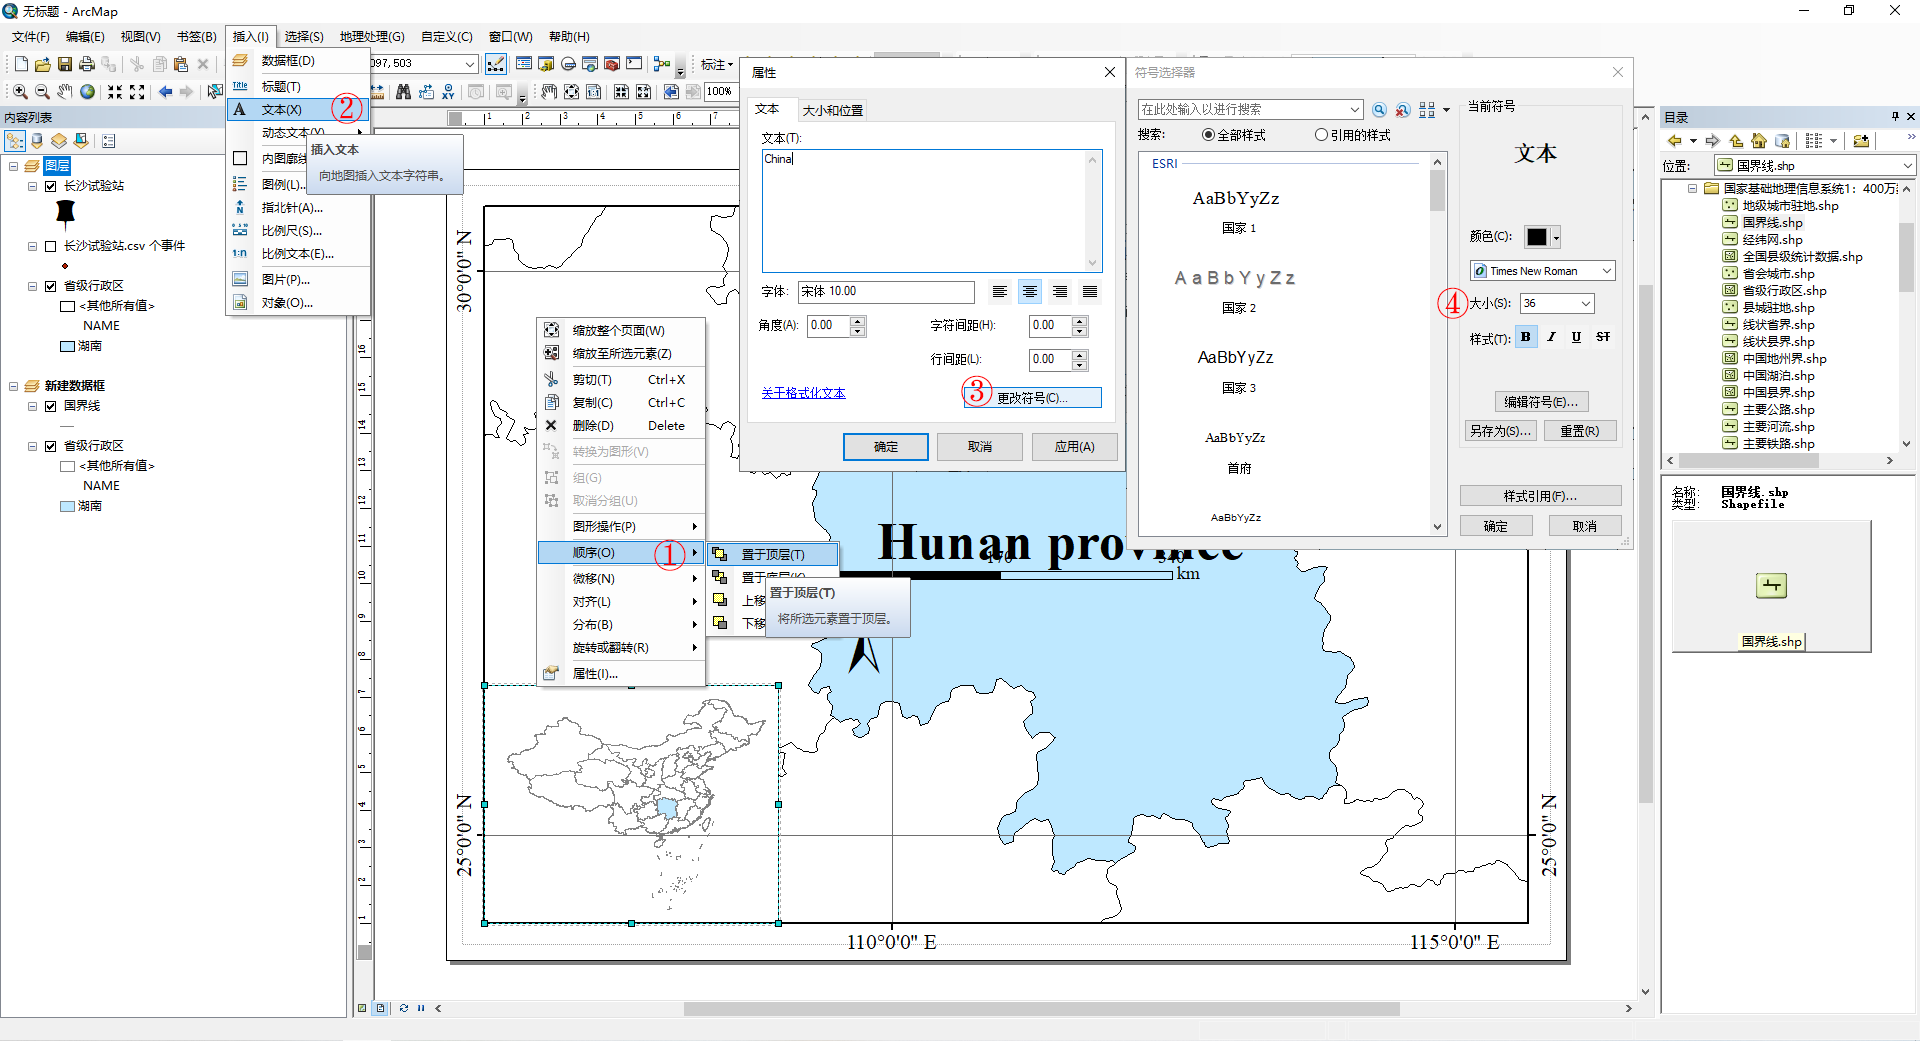 无标题 - ArcMap
文件(F) 编辑(E) 视图(V) 书签(B) 插入(I) 选择(S) 地理处理(G) 自定义(C) 窗口(W) 帮助(H)
097,503
标注
100%
内容列表
图层
长沙试验站
长沙试验站.csv 个事件
省级行政区
<其他所有值>
NAME
湖南
新建数据框
国界线
省级行政区
<其他所有值>
NAME
湖南
数据框(D)
Title 标题(T)
A 文本(X) ②
动态文本(Y)
内图廓线
图例(L)...
指北针(A)...
比例尺(S)...
1:n 比例文本(E)...
图片(P)...
对象(O)...
插入文本
向地图插入文本字符串。
缩放整个页面(W)
缩放至所选元素(Z)
剪切(T) Ctrl+X
复制(C) Ctrl+C
删除(D) Delete
转换为图形(V)
组(G)
取消分组(U)
图形操作(P)
顺序(O) ①
微移(N)
对齐(L)
分布(B)
旋转或翻转(R)
属性(I)...
置于顶层(T)
置于底层(K)
上移
下移
置于顶层(T)
将所选元素置于顶层。
属性
文本 大小和位置
文本(T):
China
字体: 宋体 10.00
角度(A): 0.00 字符间距(H): 0.00
行间距(L): 0.00
关于格式化文本 ③ 更改符号(C)...
确定 取消 应用(A)
符号选择器
在此处输入以进行搜索
搜索: 全部样式 引用的样式
ESRI
AaBbYyZz
国家 1
AaBbYyZz
国家 2
AaBbYyZz
国家 3
AaBbYyZz
首府
AaBbYyZz
当前符号
文本
颜色(C):
Times New Roman
④ 大小(S): 36
样式(T): B I U ST
编辑符号(E)...
另存为(S)... 重置(R)
样式引用(F)...
确定 取消
Hunan province
170 340
km
30°0'0" N
25°0'0" N
25°0'0" N
110°0'0" E 115°0'0" E
目录
位置: 国界线.shp
国家基础地理信息系统1：400万
地级城市驻地.shp
国界线.shp
经纬网.shp
全国县级统计数据.shp
省会城市.shp
省级行政区.shp
县城驻地.shp
线状省界.shp
线状县界.shp
中国地州界.shp
中国湖泊.shp
中国县界.shp
主要公路.shp
主要河流.shp
主要铁路.shp
名称: 国界线.shp
类型: Shapefile
国界线.shp